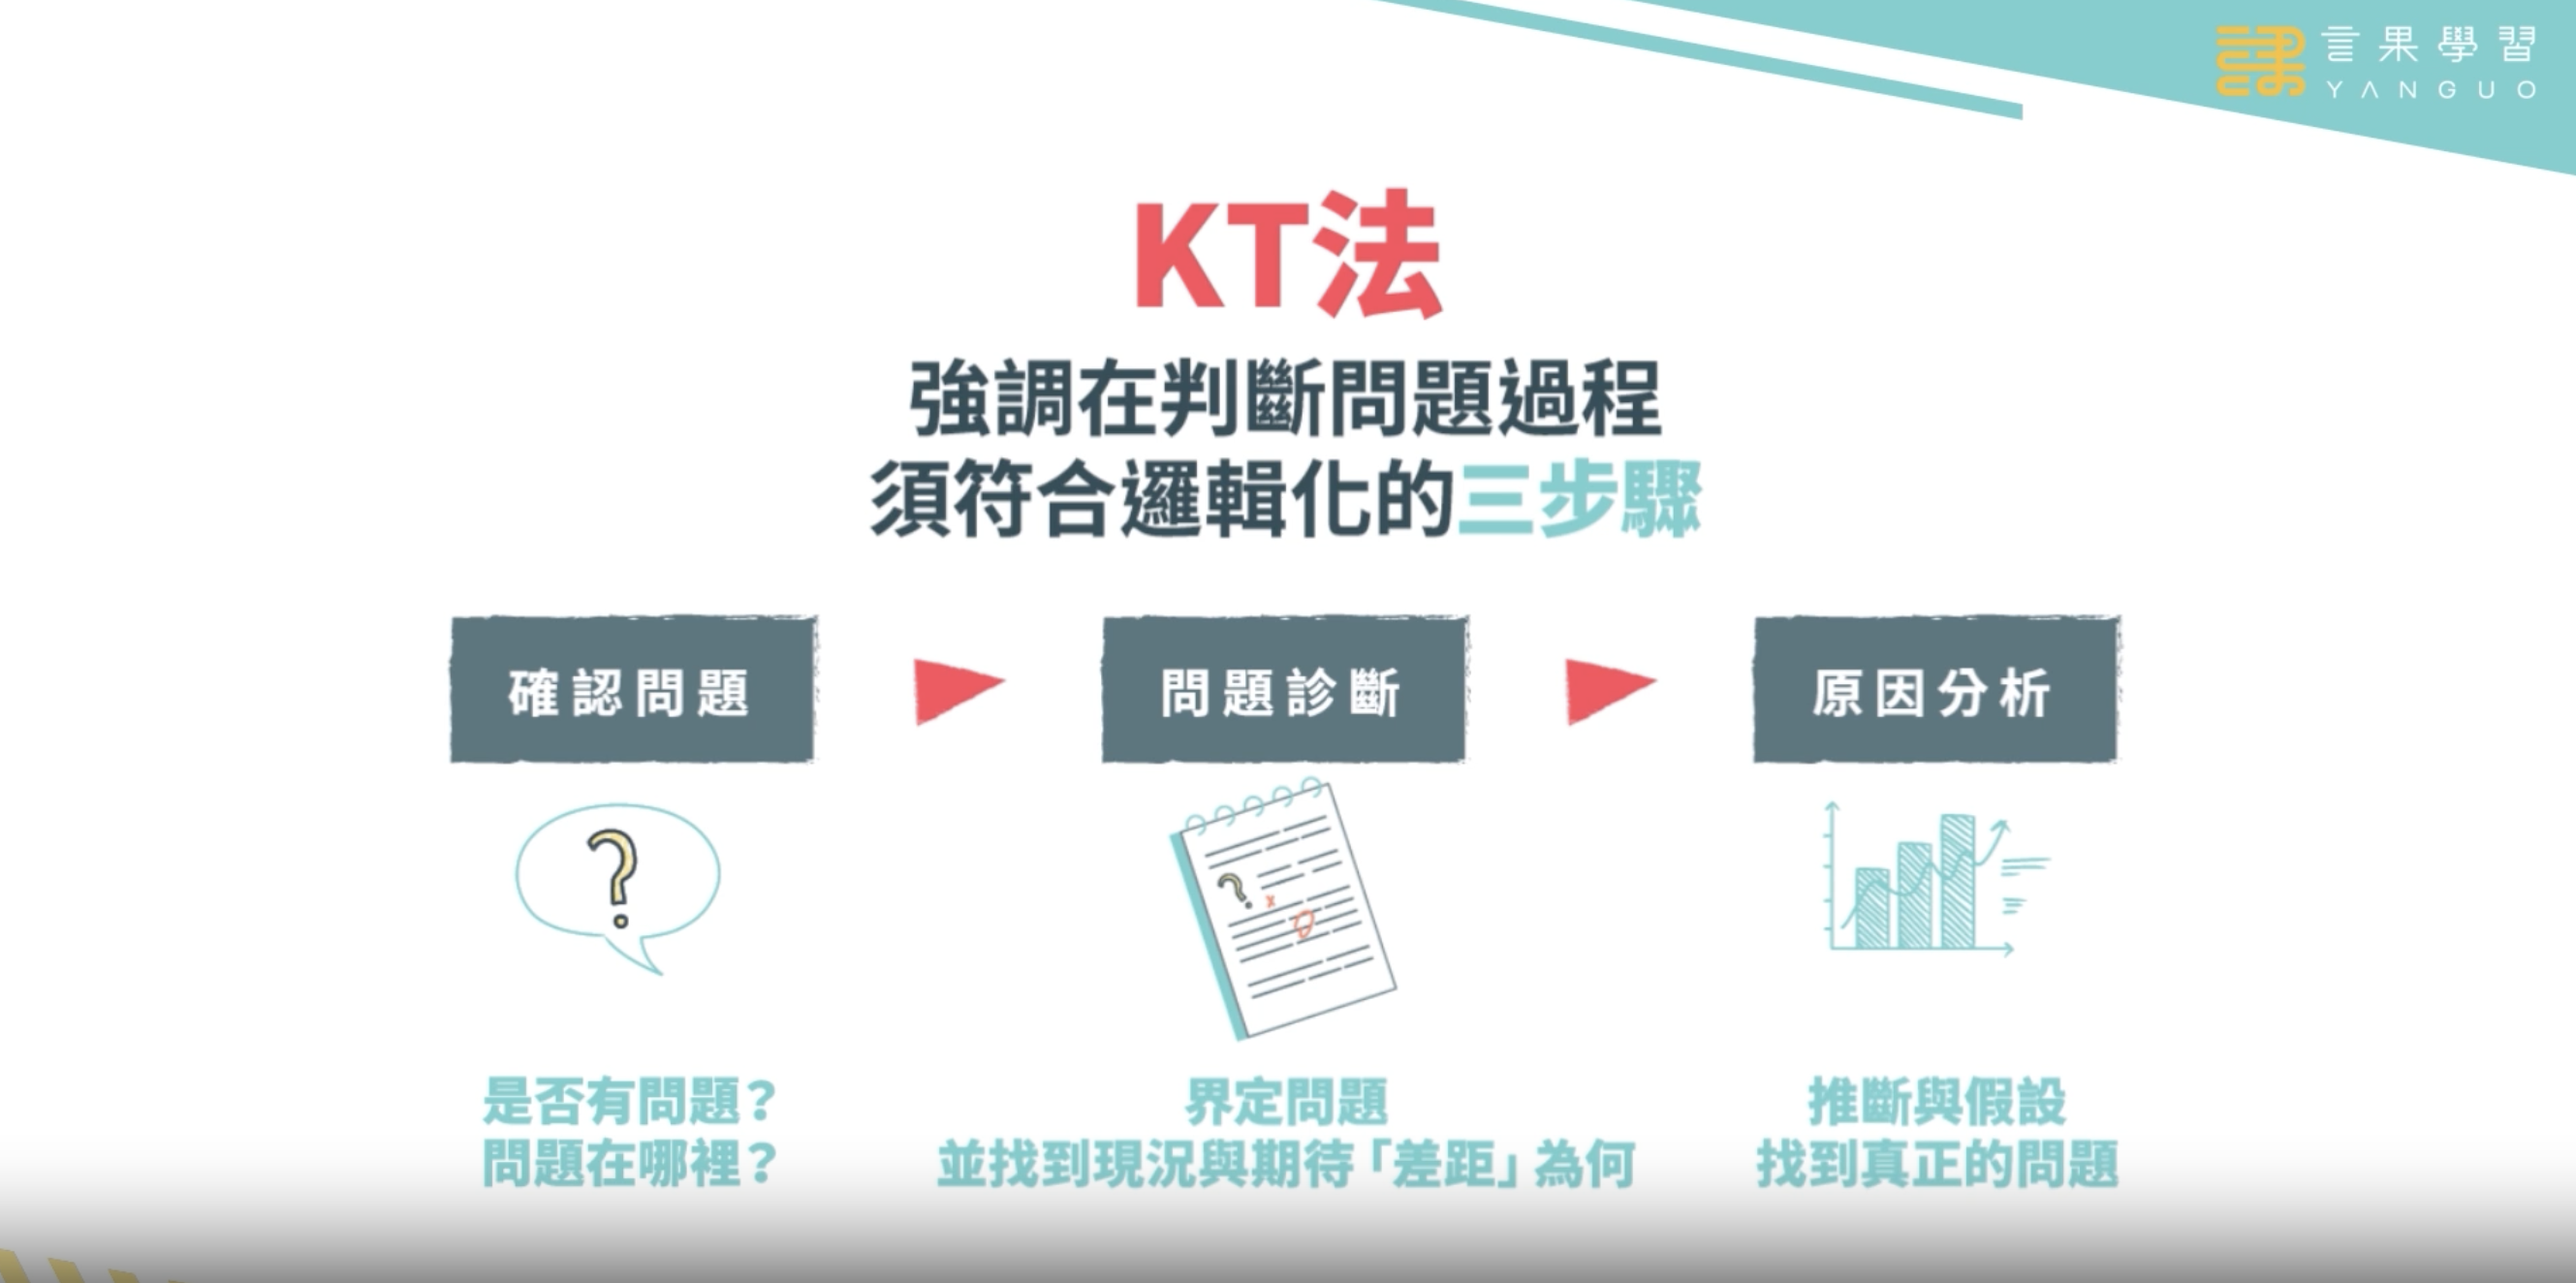 言果學習
YANGUO
KT法
強調在判斷問題過程
須符合邏輯化的三步驟
確認問題
問題診斷
原因分析
是否有問題？
問題在哪裡？
界定問題
並找到現況與期待「差距」為何
推斷與假設
找到真正的問題